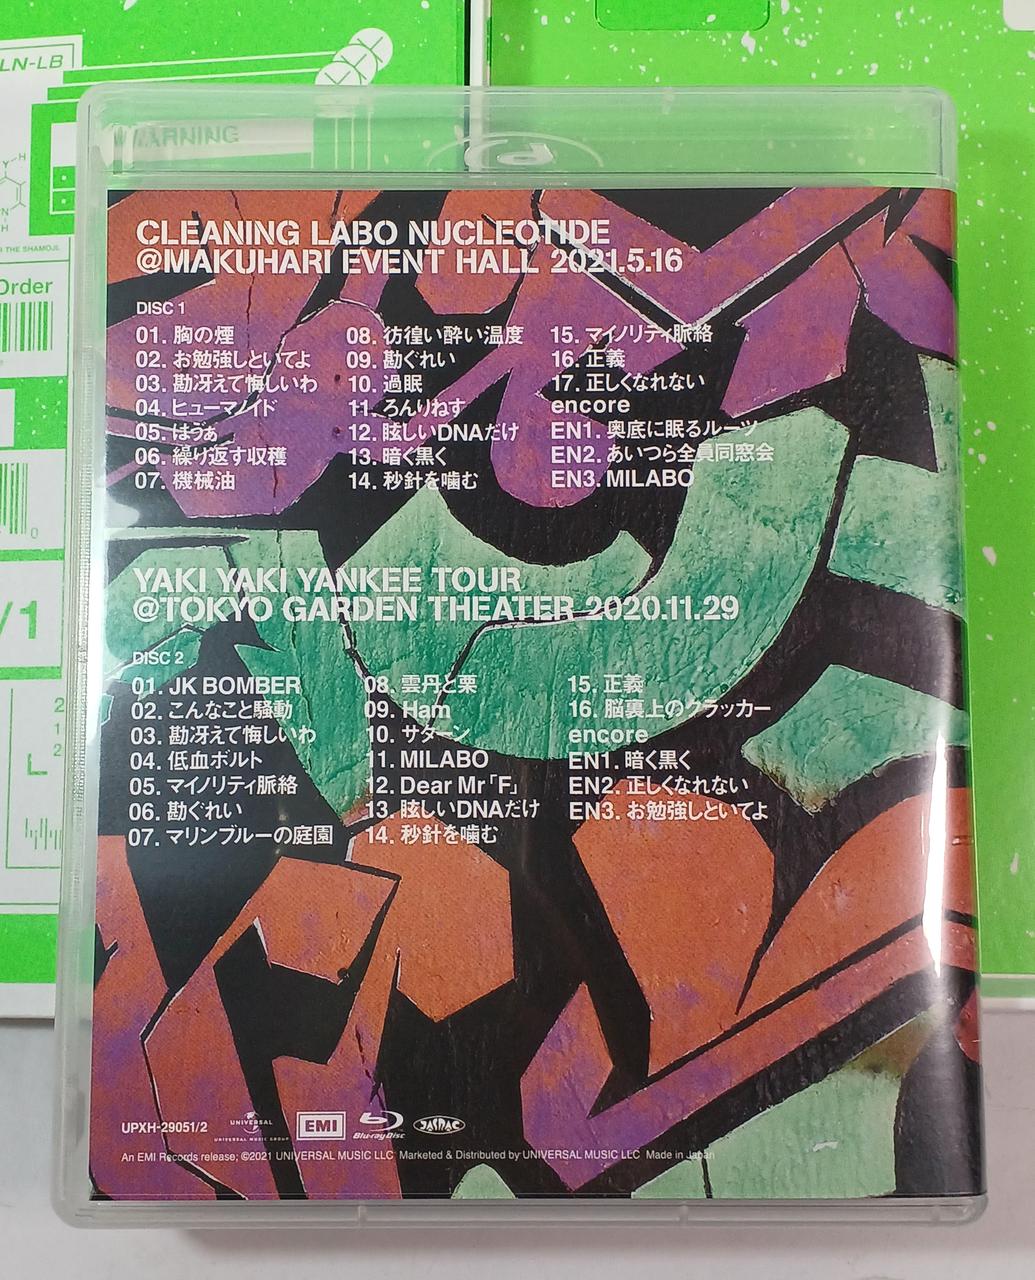 LN-LB
WARNING
Order
/1
CLEANING LABO NUCLEOTIDE
@MAKUHARI EVENT HALL 2021.5.16
DISC 1
01. 胸の煙
02. お勉強しといてよ
03. 勘冴えて悔しいわ
04. ヒューマノイド
05. はゔぁ
06. 繰り返す収穫
07. 機械油
08. 彷徨い酔い温度
09. 勘ぐれい
10. 過眠
11. ろんりねす
12. 眩しいDNAだけ
13. 暗く黒く
14. 秒針を噛む
15. マイノリティ脈絡
16. 正義
17. 正しくなれない
encore
EN1. 奥底に眠るルーツ
EN2. あいつら全員同窓会
EN3. MILABO
YAKI YAKI YANKEE TOUR
@TOKYO GARDEN THEATER 2020.11.29
DISC 2
01. JK BOMBER
02. こんなこと騒動
03. 勘冴えて悔しいわ
04. 低血ボルト
05. マイノリティ脈絡
06. 勘ぐれい
07. マリンブルーの庭園
08. 雲丹と栗
09. Ham
10. サターン
11. MILABO
12. Dear Mr「F」
13. 眩しいDNAだけ
14. 秒針を噛む
15. 正義
16. 脳裏上のクラッカー
encore
EN1. 暗く黒く
EN2. 正しくなれない
EN3. お勉強しといてよ
UPXH-29051/2
UNIVERSAL
UNIVERSAL MUSIC GROUP
EMI
Blu-ray Disc
JASRAC
An EMI Records release; ©2021 UNIVERSAL MUSIC LLC Marketed & Distributed by UNIVERSAL MUSIC LLC Made in Japan